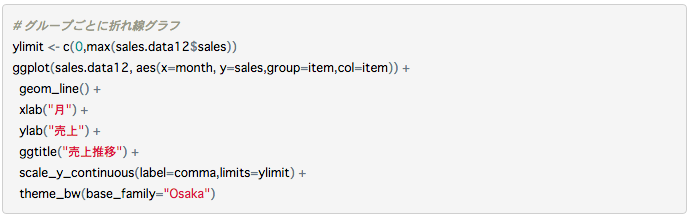 # グループごとに折れ線グラフ
ylimit <- c(0,max(sales.data12$sales))
ggplot(sales.data12, aes(x=month, y=sales,group=item,col=item)) +
  geom_line() +
  xlab("月") +
  ylab("売上") +
  ggtitle("売上推移") +
  scale_y_continuous(label=comma,limits=ylimit) +
  theme_bw(base_family="Osaka")